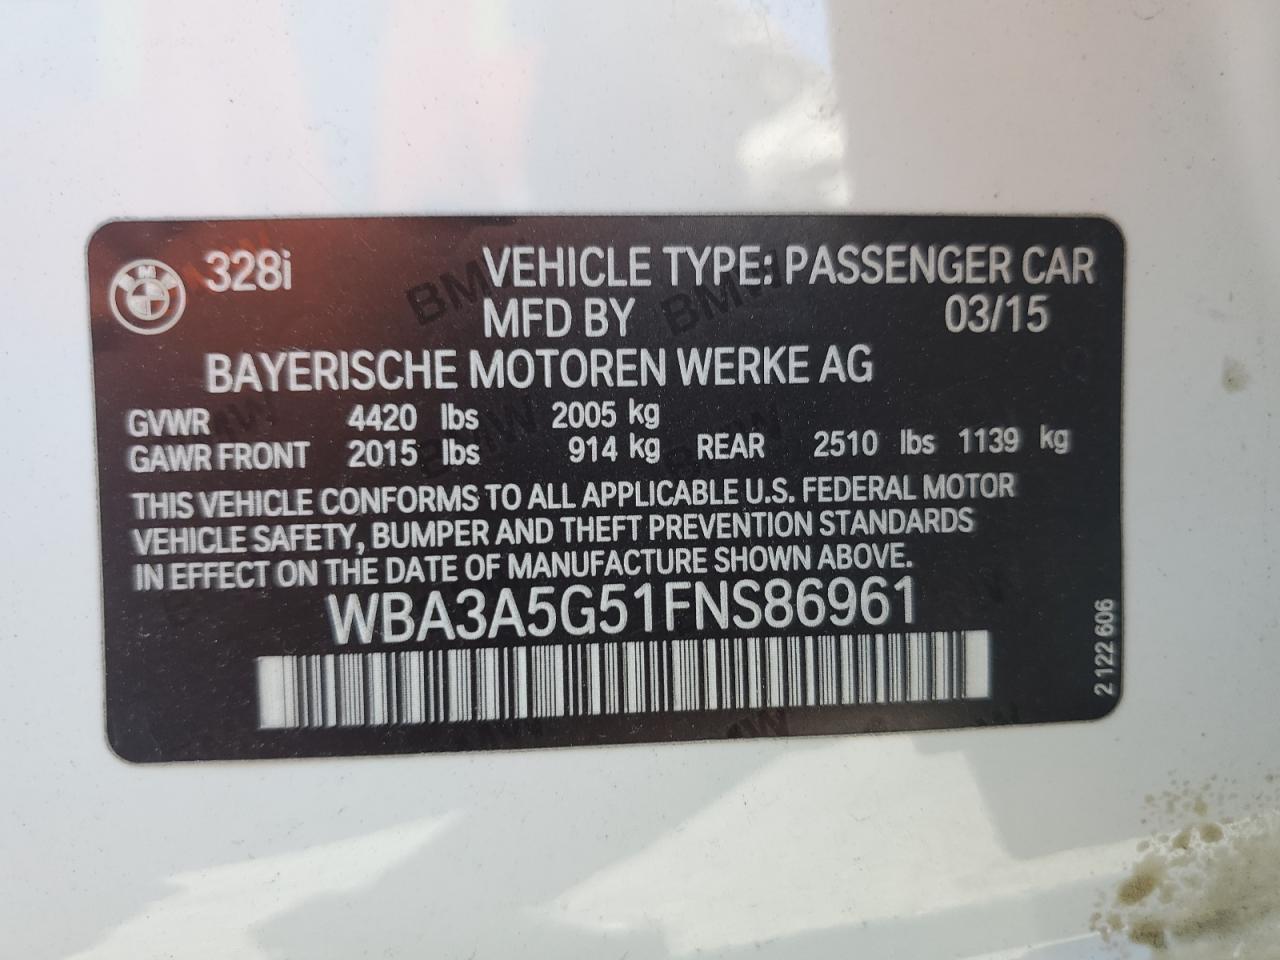 328i VEHICLE TYPE: PASSENGER CAR
MFD BY 03/15
BAYERISCHE MOTOREN WERKE AG
GVWR 4420 lbs 2005 kg
GAWR FRONT 2015 lbs 914 kg REAR 2510 lbs 1139 kg
THIS VEHICLE CONFORMS TO ALL APPLICABLE U.S. FEDERAL MOTOR
VEHICLE SAFETY, BUMPER AND THEFT PREVENTION STANDARDS
IN EFFECT ON THE DATE OF MANUFACTURE SHOWN ABOVE.
WBA3A5G51FNS86961
2 122 606